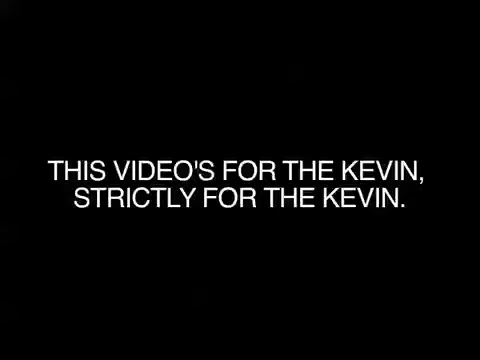 THIS VIDEO'S FOR THE KEVIN,
STRICTLY FOR THE KEVIN.